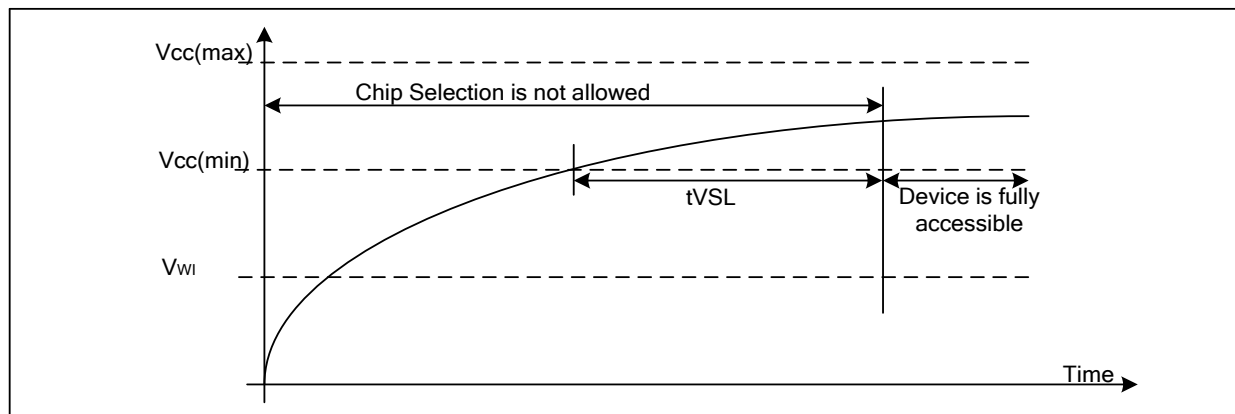 Vcc(max)
Chip Selection is not allowed
Vcc(min)
tVSL
Device is fully
accessible
VWI
Time